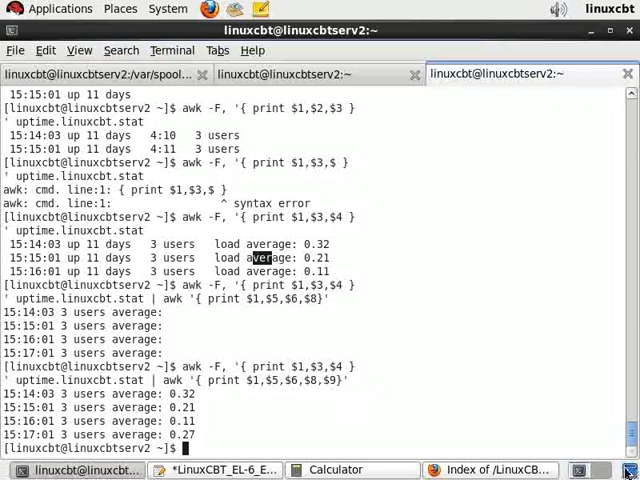 Applications Places System linuxcbt
linuxcbt@linuxcbtserv2:~
File Edit View Search Terminal Tabs Help
linuxcbt@linuxcbtserv2:/var/spool... linuxcbt@linuxcbtserv2:~ linuxcbt@linuxcbtserv2:~
15:15:01 up 11 days
[linuxcbt@linuxcbtserv2 ~]$ awk -F, '{ print $1,$2,$3 }
' uptime.linuxcbt.stat
15:14:03 up 11 days 4:10 3 users
15:15:01 up 11 days 4:11 3 users
[linuxcbt@linuxcbtserv2 ~]$ awk -F, '{ print $1,$3,$ }
' uptime.linuxcbt.stat
awk: cmd. line:1: { print $1,$3,$ }
awk: cmd. line:1: ^ syntax error
[linuxcbt@linuxcbtserv2 ~]$ awk -F, '{ print $1,$3,$4 }
' uptime.linuxcbt.stat
15:14:03 up 11 days 3 users load average: 0.32
15:15:01 up 11 days 3 users load average: 0.21
15:16:01 up 11 days 3 users load average: 0.11
[linuxcbt@linuxcbtserv2 ~]$ awk -F, '{ print $1,$3,$4 }
' uptime.linuxcbt.stat | awk '{ print $1,$5,$6,$8}'
15:14:03 3 users average:
15:15:01 3 users average:
15:16:01 3 users average:
15:17:01 3 users average:
[linuxcbt@linuxcbtserv2 ~]$ awk -F, '{ print $1,$3,$4 }
' uptime.linuxcbt.stat | awk '{ print $1,$5,$6,$8,$9}'
15:14:03 3 users average: 0.32
15:15:01 3 users average: 0.21
15:16:01 3 users average: 0.11
15:17:01 3 users average: 0.27
[linuxcbt@linuxcbtserv2 ~]$
linuxcbt@linuxcbt... *LinuxCBT_EL-6_E... Calculator Index of /LinuxCB...